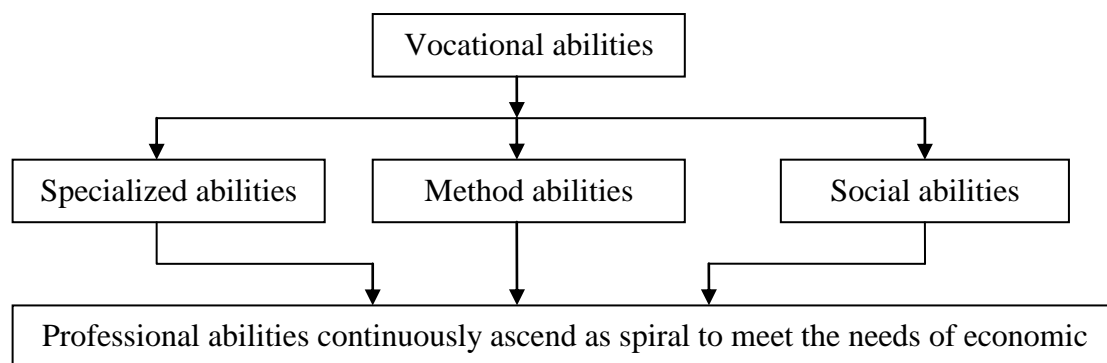 Vocational abilities
Specialized abilities
Method abilities
Social abilities
Professional abilities continuously ascend as spiral to meet the needs of economic